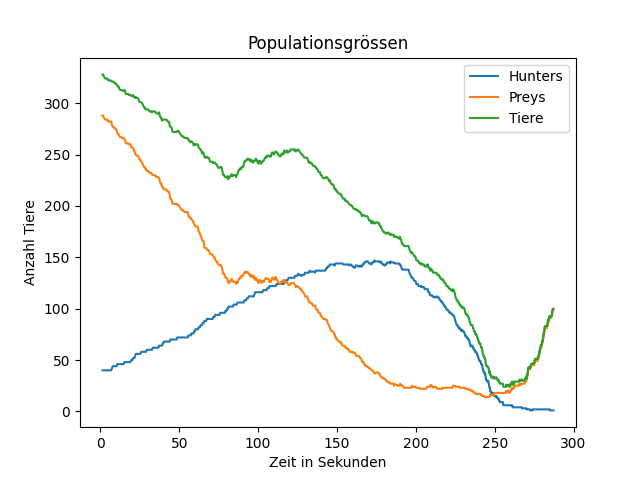 Populationsgrössen
Hunters
Preys
Tiere
Anzahl Tiere
300
250
200
150
100
50
0
0 50 100 150 200 250 300
Zeit in Sekunden